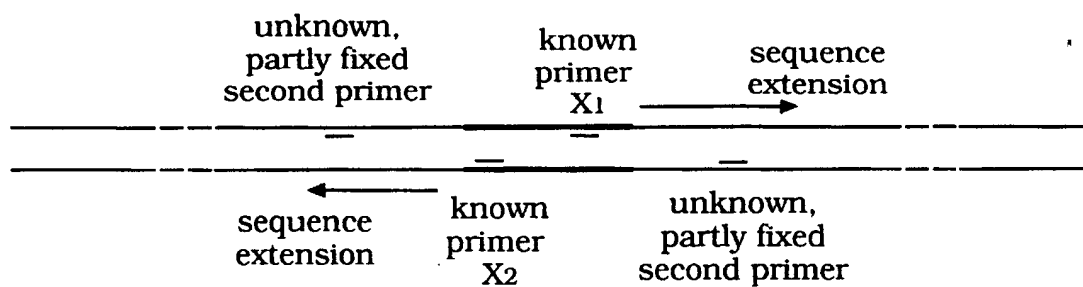 unknown,
partly fixed
second primer
known
primer
X1
sequence
extension
sequence
extension
known
primer
X2
unknown,
partly fixed
second primer